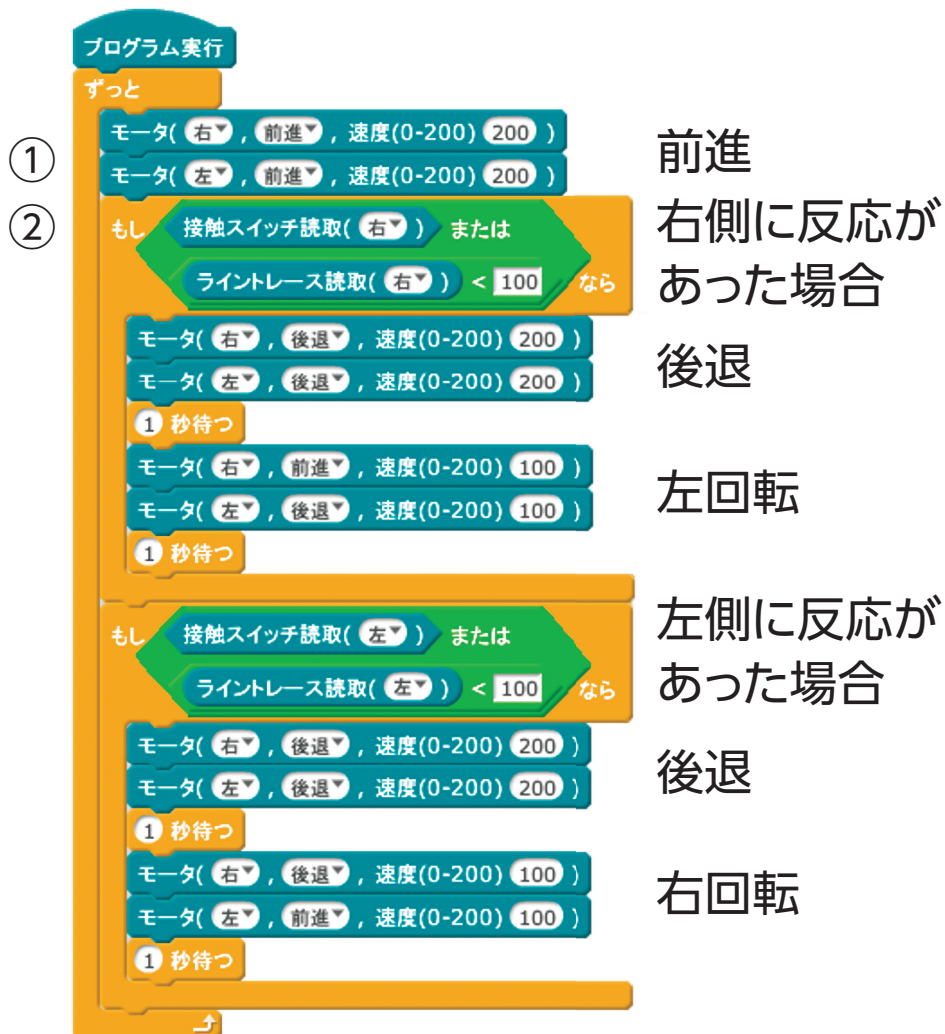 プログラム実行
ずっと
① モータ( 右▼ , 前進▼ , 速度(0-200) 200 ) 前進
モータ( 左▼ , 前進▼ , 速度(0-200) 200 )
② もし 接触スイッチ読取( 右▼ ) または 右側に反応が
ライントレース読取( 右▼ ) < 100 なら あった場合
モータ( 右▼ , 後退▼ , 速度(0-200) 200 ) 後退
モータ( 左▼ , 後退▼ , 速度(0-200) 200 )
1 秒待つ
モータ( 右▼ , 前進▼ , 速度(0-200) 100 ) 左回転
モータ( 左▼ , 後退▼ , 速度(0-200) 100 )
1 秒待つ
もし 接触スイッチ読取( 左▼ ) または 左側に反応が
ライントレース読取( 左▼ ) < 100 なら あった場合
モータ( 右▼ , 後退▼ , 速度(0-200) 200 ) 後退
モータ( 左▼ , 後退▼ , 速度(0-200) 200 )
1 秒待つ
モータ( 右▼ , 後退▼ , 速度(0-200) 100 ) 右回転
モータ( 左▼ , 前進▼ , 速度(0-200) 100 )
1 秒待つ